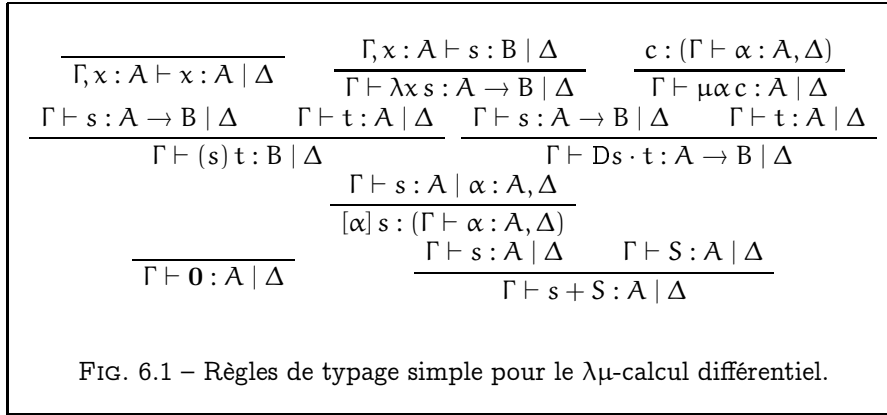 Γ, x : A ⊢ s : B | Δ    c : (Γ ⊢ α : A, Δ)
Γ, x : A ⊢ x : A | Δ    Γ ⊢ λx s : A → B | Δ    Γ ⊢ μα c : A | Δ
Γ ⊢ s : A → B | Δ    Γ ⊢ t : A | Δ    Γ ⊢ s : A → B | Δ    Γ ⊢ t : A | Δ
Γ ⊢ (s) t : B | Δ    Γ ⊢ Ds · t : A → B | Δ
Γ ⊢ s : A | α : A, Δ
[α] s : (Γ ⊢ α : A, Δ)
Γ ⊢ s : A | Δ    Γ ⊢ S : A | Δ
Γ ⊢ 0 : A | Δ    Γ ⊢ s + S : A | Δ
FIG. 6.1 – Règles de typage simple pour le λμ-calcul différentiel.